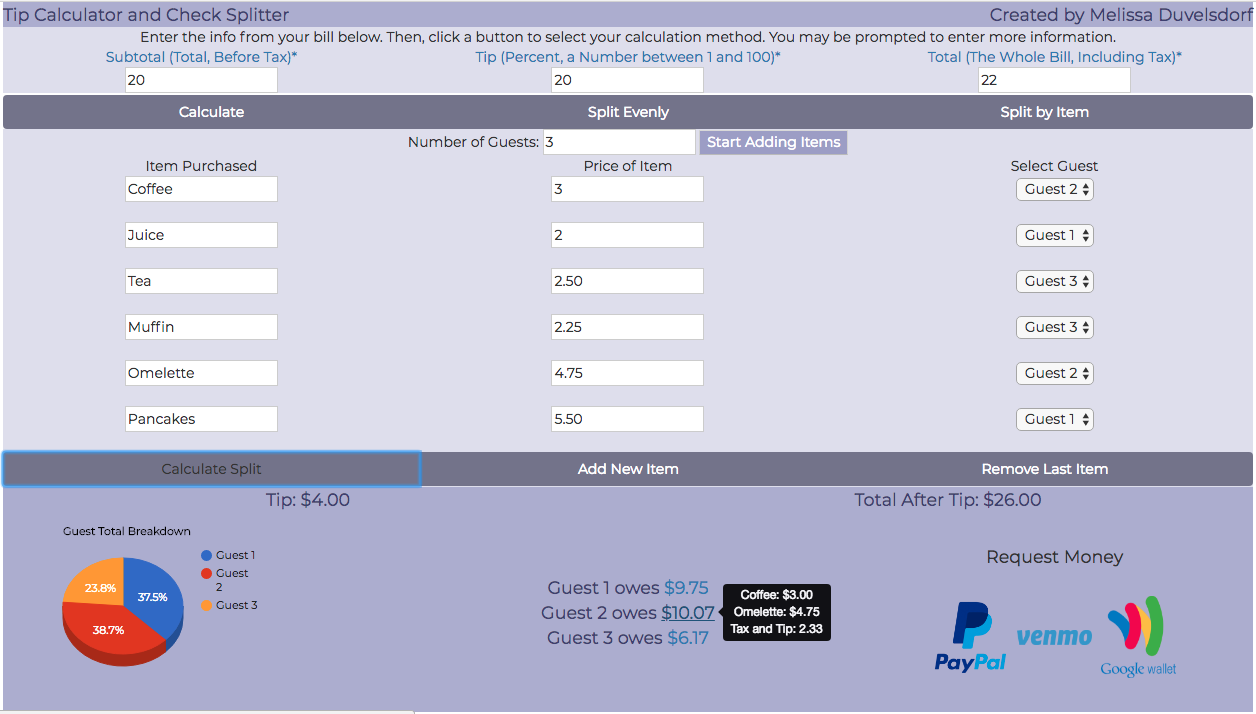 Tip Calculator and Check Splitter Created by Melissa Duvelsdorf
Enter the info from your bill below. Then, click a button to select your calculation method. You may be prompted to enter more information.
Subtotal (Total, Before Tax)* Tip (Percent, a Number between 1 and 100)* Total (The Whole Bill, Including Tax)*
20 20 22
Calculate Split Evenly Split by Item
Number of Guests: 3 Start Adding Items
Item Purchased Price of Item Select Guest
Coffee 3 Guest 2
Juice 2 Guest 1
Tea 2.50 Guest 3
Muffin 2.25 Guest 3
Omelette 4.75 Guest 2
Pancakes 5.50 Guest 1
Calculate Split Add New Item Remove Last Item
Tip: $4.00 Total After Tip: $26.00
Guest Total Breakdown
Guest 1
Guest
2
Guest 3
23.8%
37.5%
38.7%
Guest 1 owes $9.75
Guest 2 owes $10.07
Guest 3 owes $6.17
Coffee: $3.00
Omelette: $4.75
Tax and Tip: 2.33
Request Money
PayPal
venmo
Google wallet